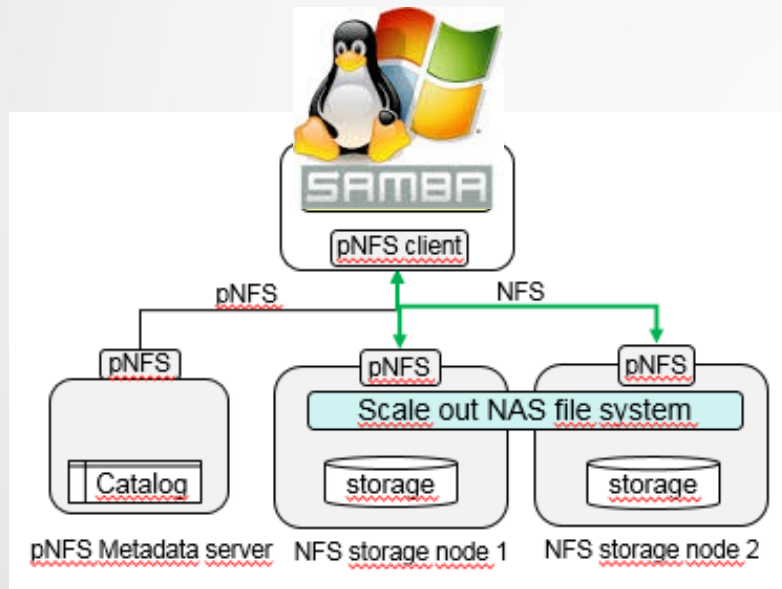 SAMBA
pNFS client
pNFS
NFS
pNFS
pNFS
pNFS
Scale out NAS file system
Catalog
storage
storage
pNFS Metadata server
NFS storage node 1
NFS storage node 2